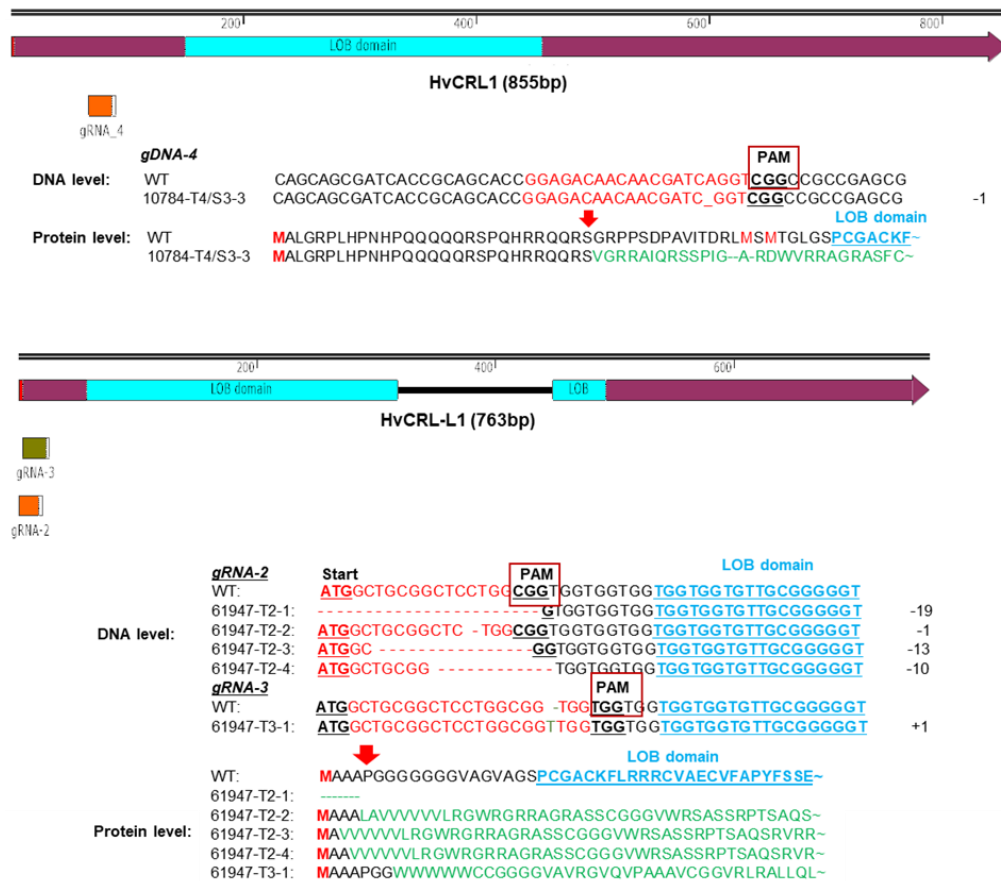 200 400 600 800
LOB domain
HvCRL1 (855bp)
gRNA_4
gDNA-4 PAM
DNA level: WT CAGCAGCGATCACCGCAGCACCGGAGACAACAACGATCAGGTCGGCCGCCGAGCG
10784-T4/S3-3 CAGCAGCGATCACCGCAGCACCGGAGACAACAACGATC_GGTCGGCCGCCGAGCG -1
LOB domain
Protein level: WT MALGRPLHPNHPQQQQQRSPQHRRQQRSGRPPSDPAVITDRLMSMTGLGSPCGACKF~
10784-T4/S3-3 MALGRPLHPNHPQQQQQRSPQHRRQQRSVGRRAIQRSSPIG--A-RDWVRRAGRASFC~
200 400 600
LOB domain LOB
HvCRL-L1 (763bp)
gRNA-3
gRNA-2
gRNA-2 Start PAM LOB domain
WT: ATGGCTGCGGCTCCTGGCGGTGGTGGTGGTGGTGGTGTTGCGGGGGT
61947-T2-1: - - - - - - - - - - - - - - - - - - - GTGGTGGTGGTGGTGGTGTTGCGGGGGT -19
DNA level: 61947-T2-2: ATGGCTGCGGCTC - TGGCGGTGGTGGTGGTGGTGGTGTTGCGGGGGT -1
61947-T2-3: ATGGC - - - - - - - - - - - - - GGTGGTGGTGGTGGTGGTGTTGCGGGGGT -13
61947-T2-4: ATGGCTGCGG - - - - - - - - - - TGGTGGTGGTGGTGGTGTTGCGGGGGT -10
gRNA-3 PAM
WT: ATGGCTGCGGCTCCTGGCGG -TGGTGGTGGTGGTGGTGTTGCGGGGGT
61947-T3-1: ATGGCTGCGGCTCCTGGCGGTTGGTGGTGGTGGTGGTGTTGCGGGGGT +1
LOB domain
WT: MAAAPGGGGGGGVAGVAGSPCGACKFLRRRCVAECVFAPYFSSE~
61947-T2-1: -------
61947-T2-2: MAAALAVVVVVVLRGWRGRRAGRASSCGGGVWRSASSRPTSAQS~
Protein level: 61947-T2-3: MAVVVVVVLRGWRGRRAGRASSCGGGVWRSASSRPTSAQSRVRR~
61947-T2-4: MAAVVVVVVLRGWRGRRAGRASSCGGGVWRSASSRPTSAQSRVR~
61947-T3-1: MAAAPGGWWWWWCCGGGGVAVRGVQVPAAAVCGGVRLRALLQL~